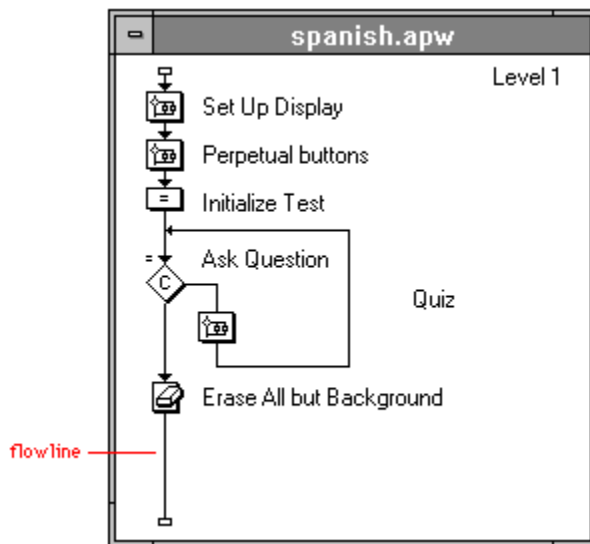 spanish.apw
Level 1
Set Up Display
Perpetual buttons
=
Initialize Test
=
Ask Question
C
Quiz
Erase All but Background
flowline